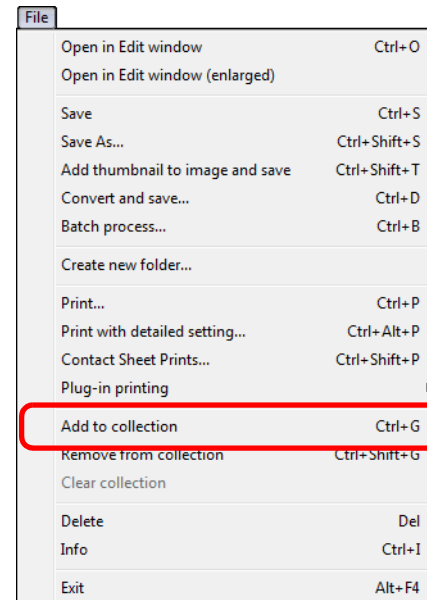 File
Open in Edit window Ctrl+O
Open in Edit window (enlarged)
Save Ctrl+S
Save As... Ctrl+Shift+S
Add thumbnail to image and save Ctrl+Shift+T
Convert and save... Ctrl+D
Batch process... Ctrl+B
Create new folder...
Print... Ctrl+P
Print with detailed setting... Ctrl+Alt+P
Contact Sheet Prints... Ctrl+Shift+P
Plug-in printing
Add to collection Ctrl+G
Remove from collection Ctrl+Shift+G
Clear collection
Delete Del
Info Ctrl+I
Exit Alt+F4